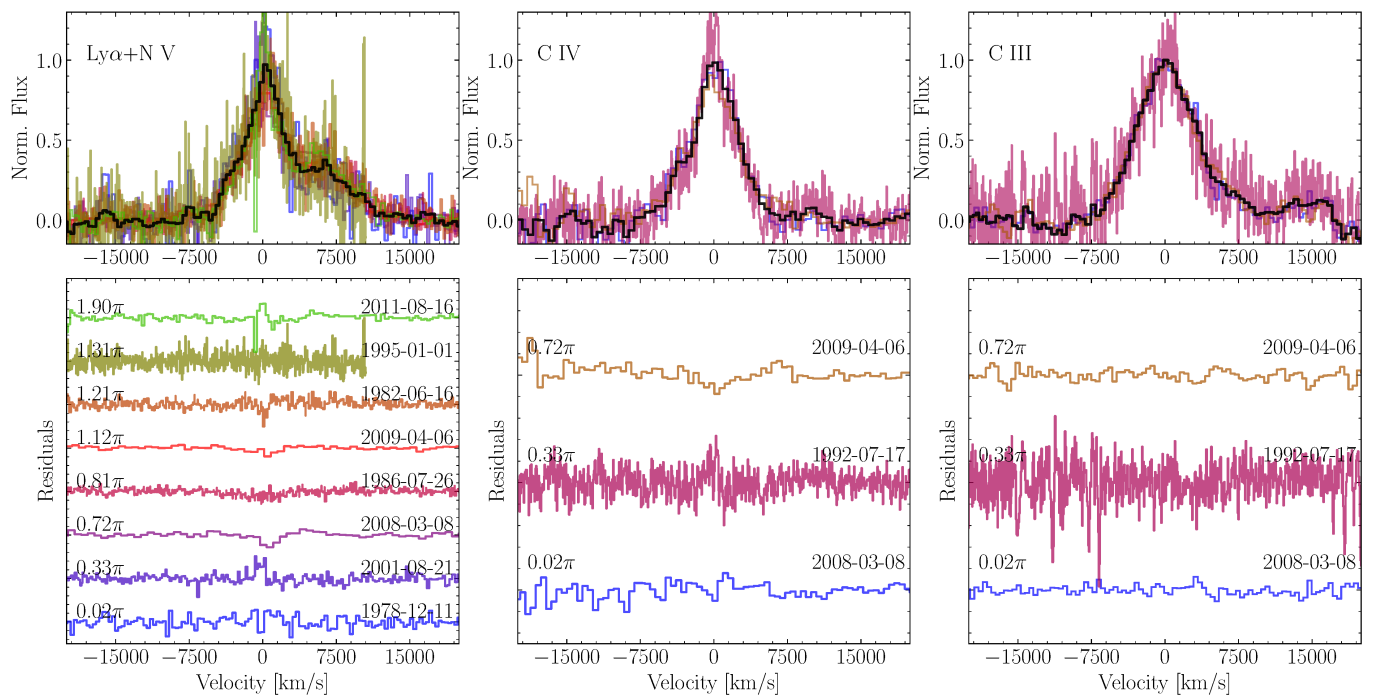 Lyα+N V
Norm. Flux
1.0
0.5
0.0
−15000 −7500 0 7500 15000
C IV
Norm. Flux
1.0
0.5
0.0
−15000 −7500 0 7500 15000
C III
Norm. Flux
1.0
0.5
0.0
−15000 −7500 0 7500 15000
Residuals
1.90π 2011-08-16
1.31π 1995-01-01
1.21π 1982-06-16
1.12π 2009-04-06
0.81π 1986-07-26
0.72π 2008-03-08
0.33π 2001-08-21
0.02π 1978-12-11
−15000 −7500 0 7500 15000
Velocity [km/s]
Residuals
0.72π 2009-04-06
0.33π 1992-07-17
0.02π 2008-03-08
−15000 −7500 0 7500 15000
Velocity [km/s]
Residuals
0.72π 2009-04-06
0.33π 1992-07-17
0.02π 2008-03-08
−15000 −7500 0 7500 15000
Velocity [km/s]